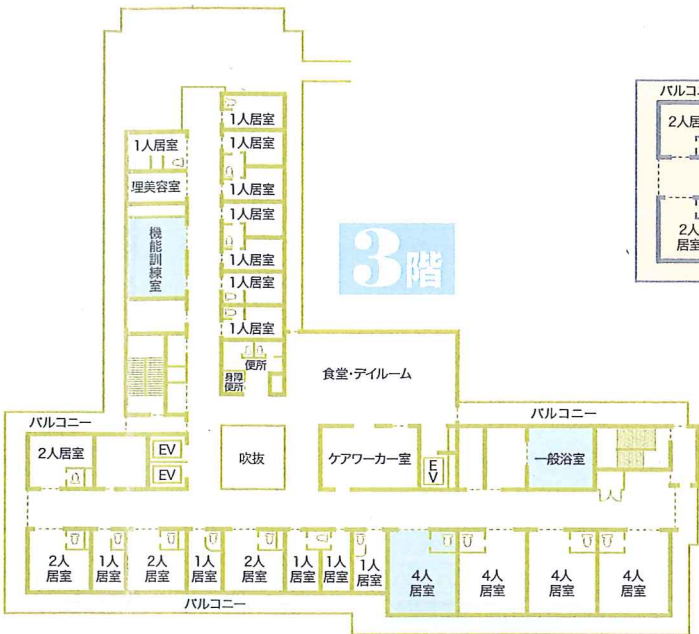 1人居室
1人居室
1人居室
1人居室
1人居室
1人居室
1人居室
1人居室
理美容室
機能訓練室
3階
便所
身障
便所
食堂・デイルーム
バルコニー
2人居室
EV
EV
吹抜
ケアワーカー室
EV
バルコニー
一般浴室
2人
居室
1人
居室
2人
居室
1人
居室
2人
居室
1人
居室
1人
居室
1人
居室
4人
居室
4人
居室
4人
居室
4人
居室
バルコニー
バルコニ
2人居
2人
居室